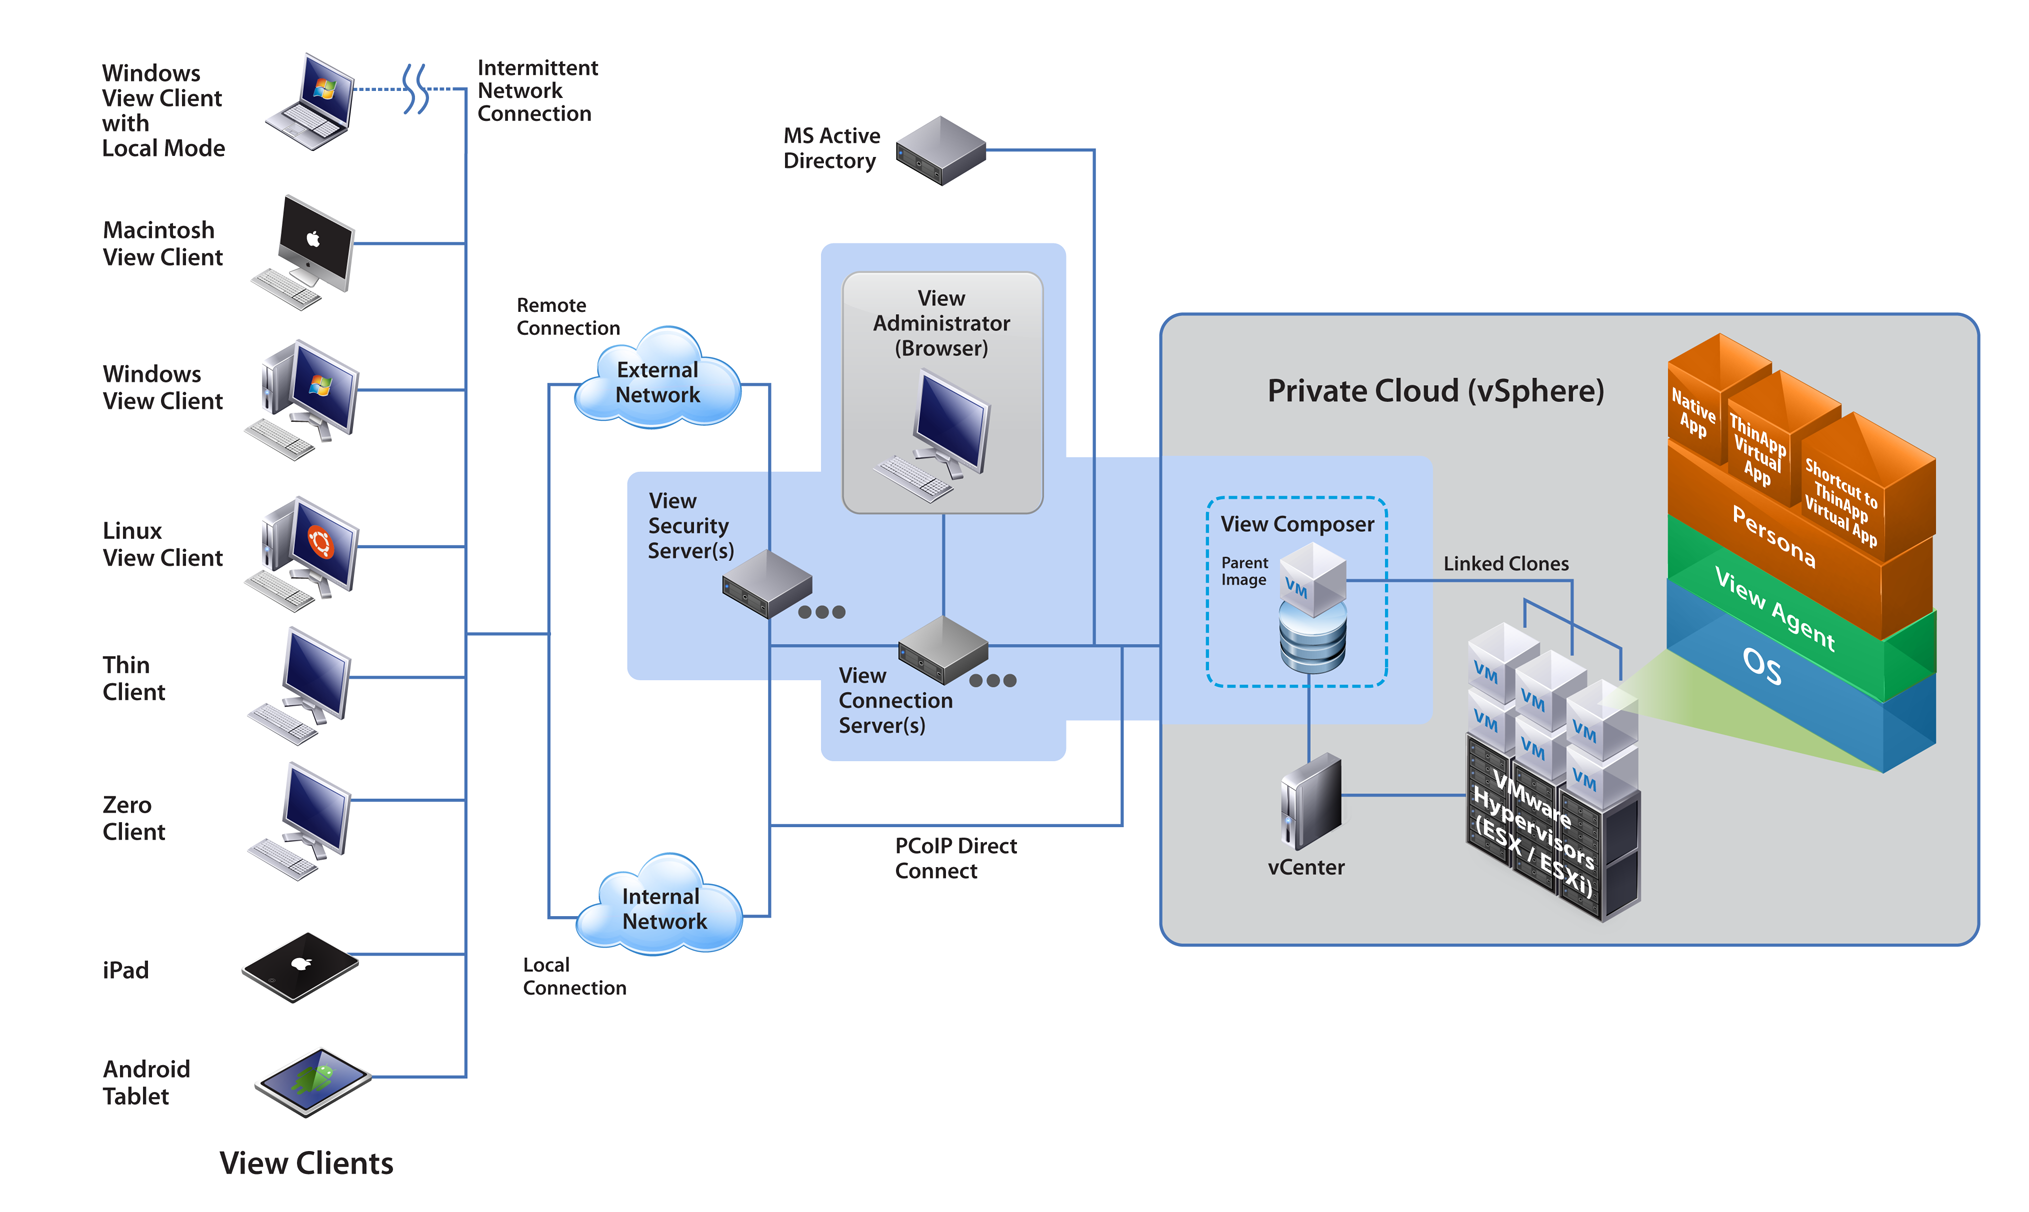 Windows
View Client
with
Local Mode
Intermittent
Network
Connection
Macintosh
View Client
Windows
View Client
Linux
View Client
Thin
Client
Zero
Client
iPad
Android
Tablet
View Clients
Remote
Connection
External
Network
Internal
Network
Local
Connection
MS Active
Directory
View
Administrator
(Browser)
View
Security
Server(s)
View
Connection
Server(s)
PCoIP Direct
Connect
Private Cloud (vSphere)
View Composer
Parent
Image
VM
Linked Clones
vCenter
VM
VM
VM
VM
VM
VM
VMware
Hypervisors
(ESX / ESXi)
Native
App
ThinApp
Virtual
App
Shortcut to
ThinApp
Virtual App
Persona
View Agent
OS